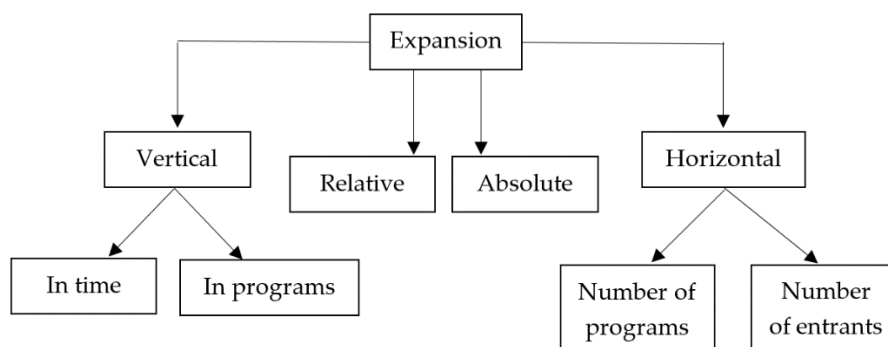 Expansion
Vertical
Relative
Absolute
Horizontal
In time
In programs
Number of
programs
Number
of entrants